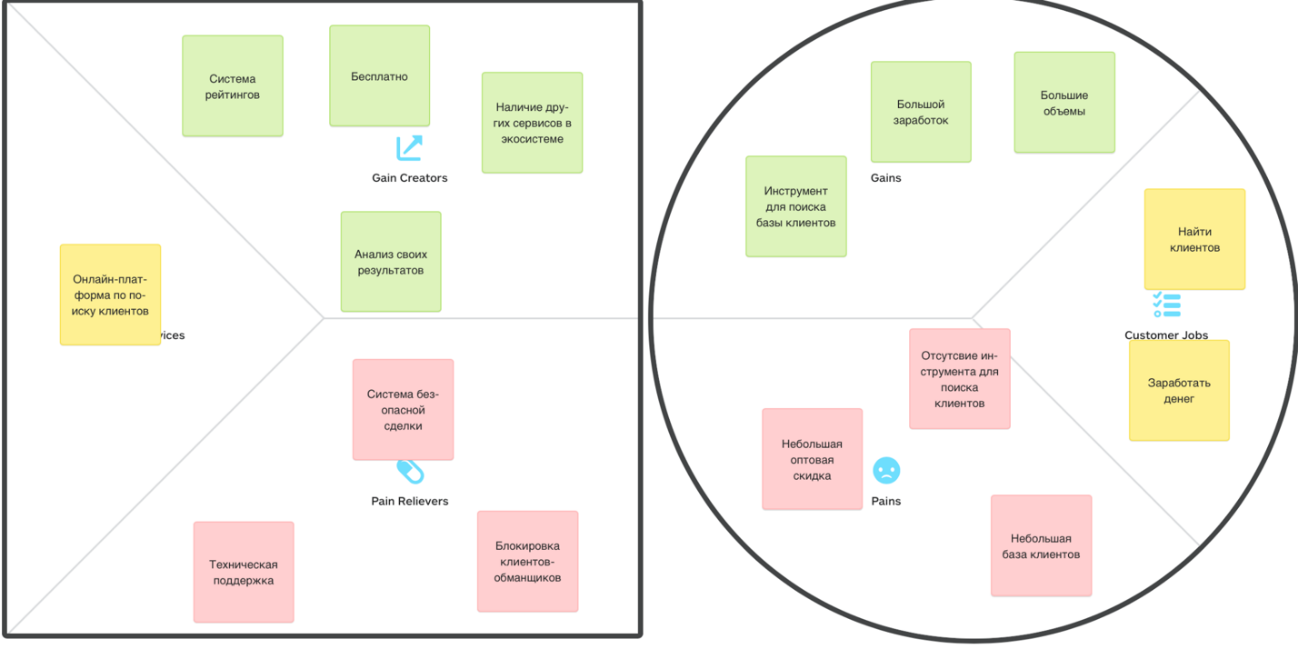 Система
рейтингов
Бесплатно
Наличие дру-
гих сервисов в
экосистеме
Gain Creators
Анализ своих
результатов
Онлайн-плат-
форма по по-
иску клиентов
vices
Система без-
опасной
сделки
Pain Relievers
Техническая
поддержка
Блокировка
клиентов-
обманщиков
Большой
заработок
Большие
объемы
Gains
Инструмент
для поиска
базы клиентов
Найти
клиентов
Customer Jobs
Заработать
денег
Отсутсвие ин-
струмента для
поиска
клиентов
Небольшая
оптовая
скидка
Pains
Небольшая
база клиентов